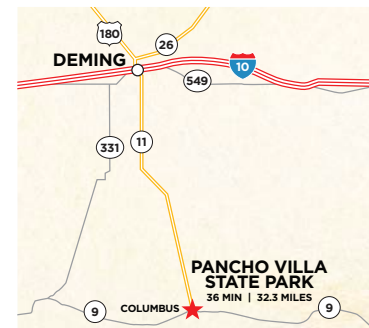 180
26
DEMING
10
549
331
11
PANCHO VILLA
STATE PARK
36 MIN | 32.3 MILES
COLUMBUS
9
9